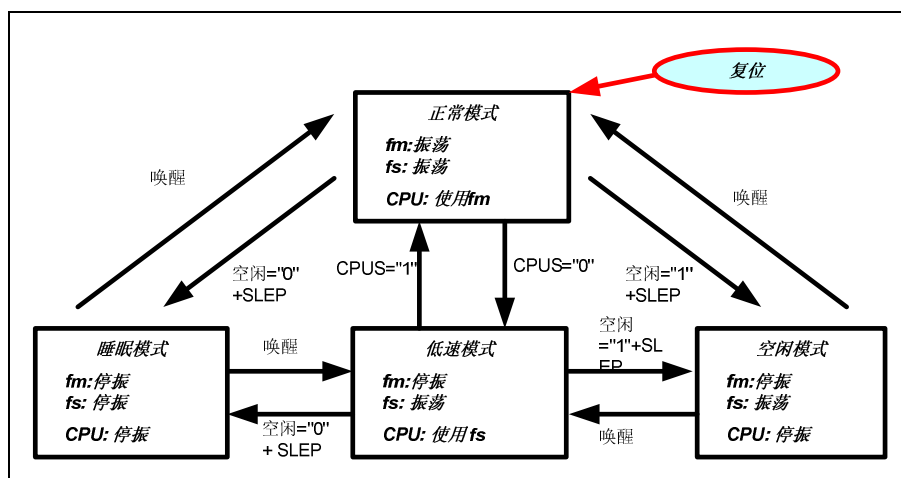 复位
正常模式
fm:振荡
fs: 振荡
CPU: 使用fm
唤醒
唤醒
空闲="0"
+SLEP
CPUS="1"
CPUS="0"
空闲="1"
+SLEP
睡眠模式
fm:停振
fs: 停振
CPU: 停振
唤醒
空闲="0"
+ SLEP
低速模式
fm:停振
fs: 振荡
CPU: 使用 fs
空闲
="1"+SL
EP
唤醒
空闲模式
fm:停振
fs: 振荡
CPU: 停振